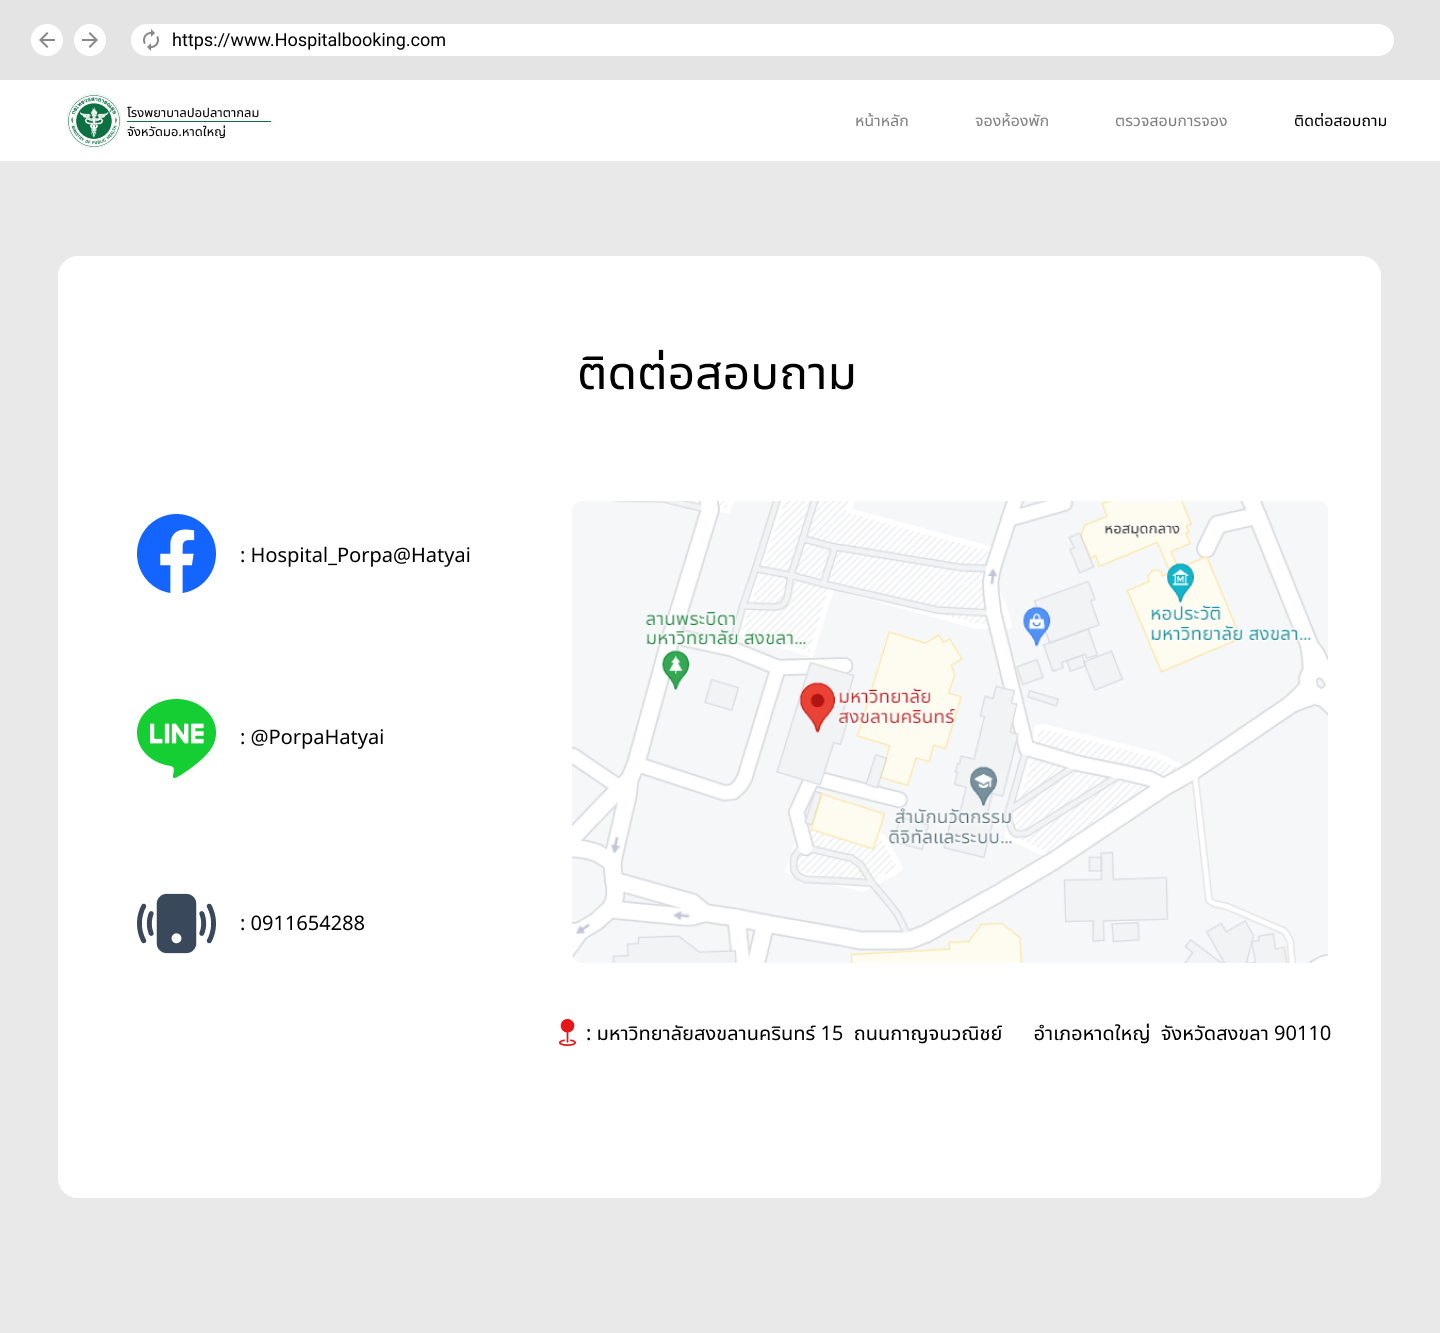 https://www.Hospitalbooking.com
โรงพยาบาลปอปลาตากลม
จังหวัดมอ.หาดใหญ่
หน้าหลัก
จองห้องพัก
ตรวจสอบการจอง
ติดต่อสอบถาม
ติดต่อสอบถาม
: Hospital_Porpa@Hatyai
LINE
: @PorpaHatyai
: 0911654288
หอสมุดกลาง
หอประวัติ
มหาวิทยาลัย สงขลา...
ลานพระบิดา
มหาวิทยาลัย สงขลา...
มหาวิทยาลัย
สงขลานครินทร์
สำนักนวัตกรรม
ดิจิทัลและระบบ...
: มหาวิทยาลัยสงขลานครินทร์ 15 ถนนกาญจนวณิชย์ อำเภอหาดใหญ่ จังหวัดสงขลา 90110